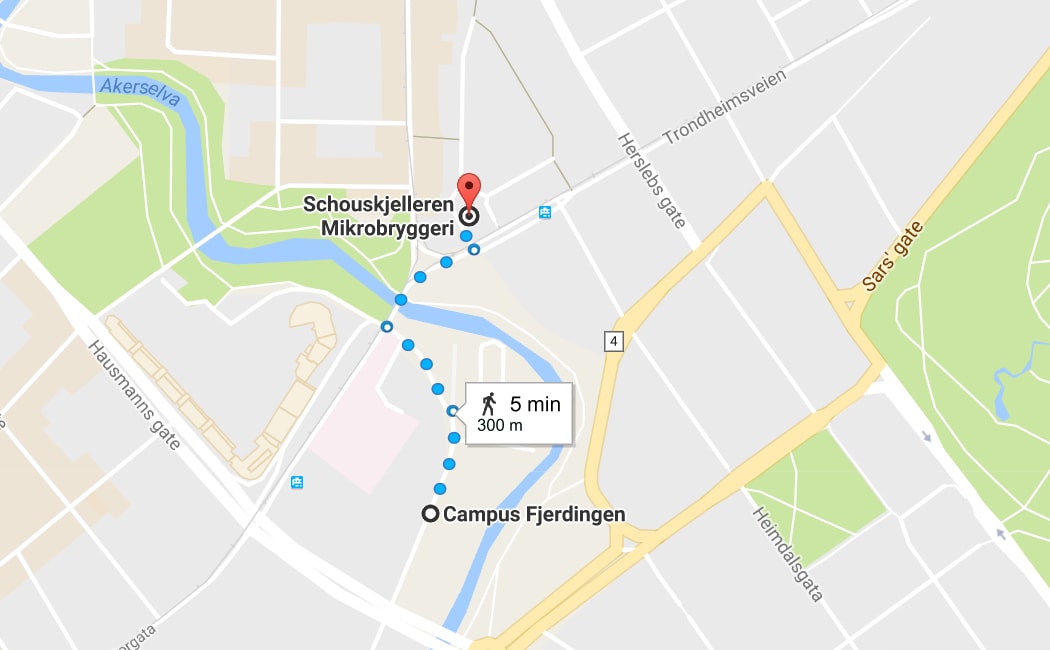 Akerselva
Trondheimsveien
Herslebs gate
Schouskjelleren
Mikrobryggeri
Sars' gate
4
Hausmanns gate
5 min
300 m
Campus Fjerdingen
Heimdalsgata